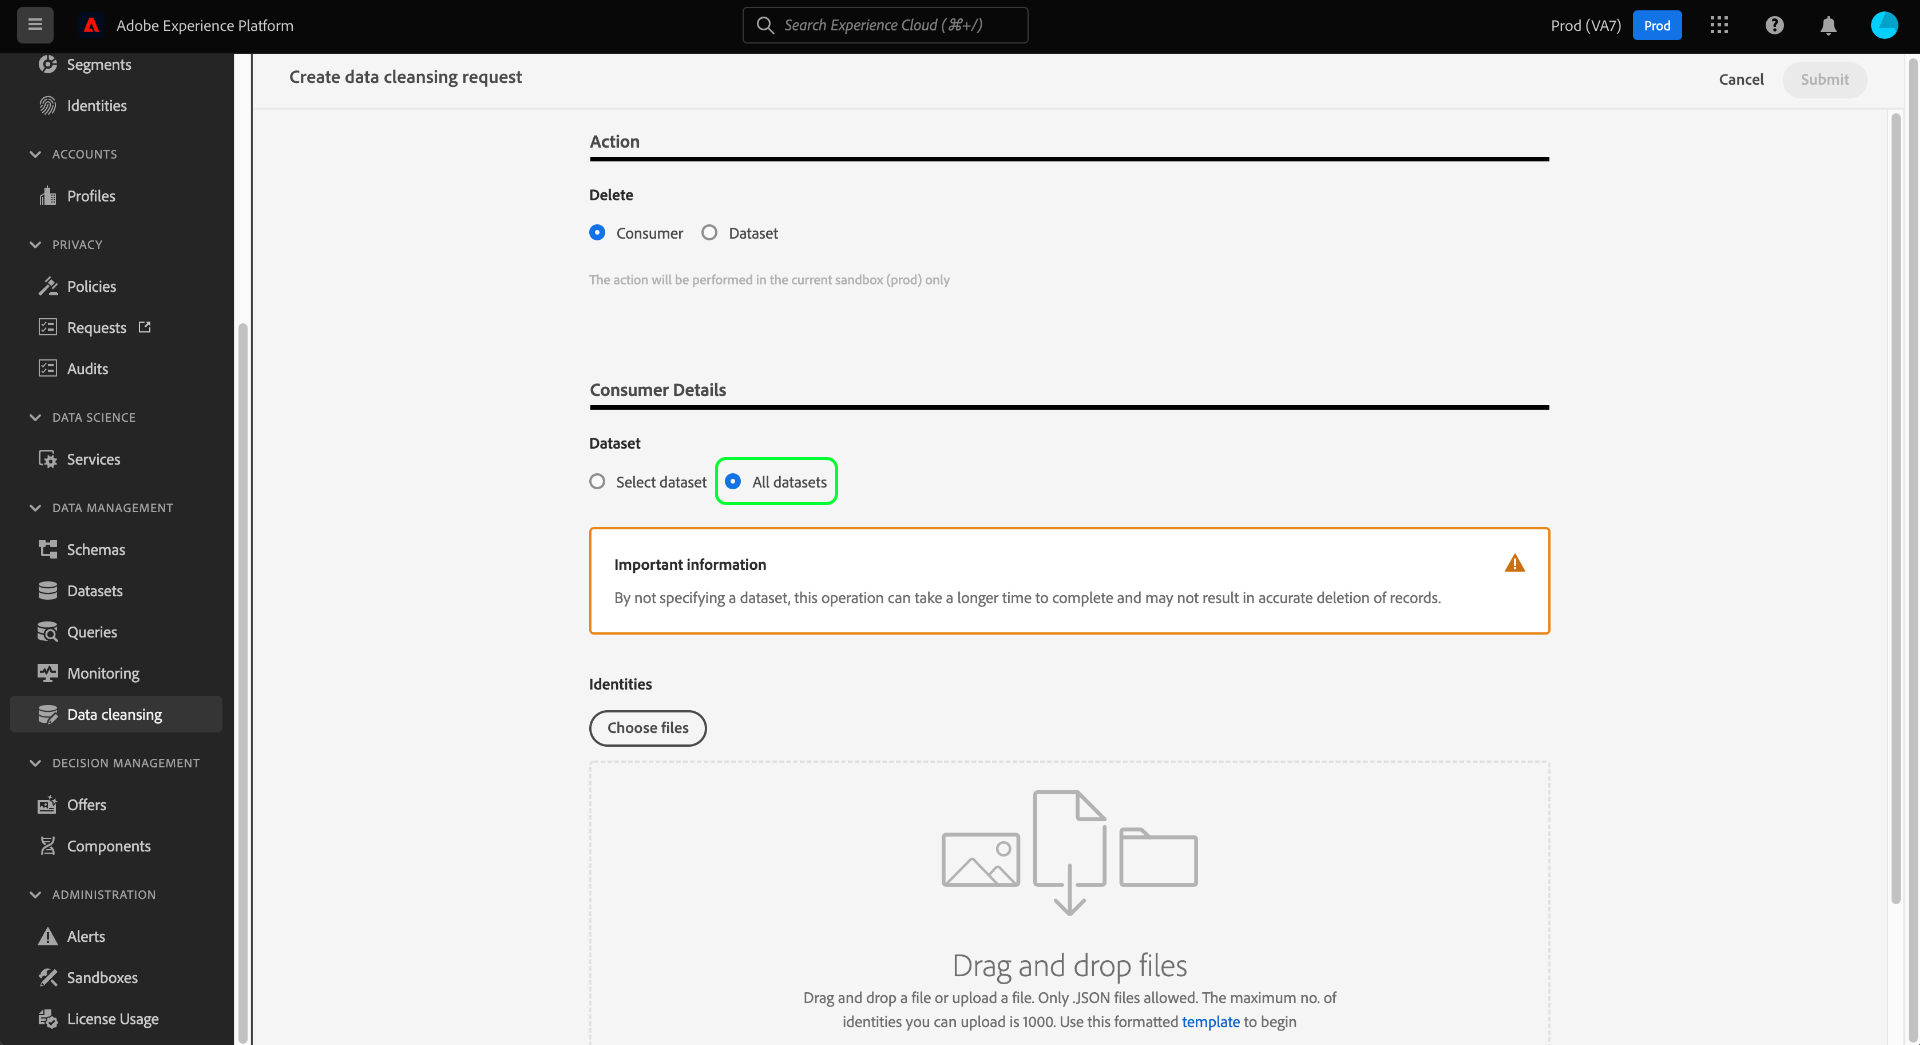 Adobe Experience Platform
Search Experience Cloud (⌘+/)
Prod (VA7)
Prod
Segments
Identities
ACCOUNTS
Profiles
PRIVACY
Policies
Requests
Audits
DATA SCIENCE
Services
DATA MANAGEMENT
Schemas
Datasets
Queries
Monitoring
Data cleansing
DECISION MANAGEMENT
Offers
Components
ADMINISTRATION
Alerts
Sandboxes
License Usage
Create data cleansing request
Cancel
Submit
Action
Delete
Consumer
Dataset
The action will be performed in the current sandbox (prod) only
Consumer Details
Dataset
Select dataset
All datasets
Important information
By not specifying a dataset, this operation can take a longer time to complete and may not result in accurate deletion of records.
Identities
Choose files
Drag and drop files
Drag and drop a file or upload a file. Only .JSON files allowed. The maximum no. of
identities you can upload is 1000. Use this formatted template to begin